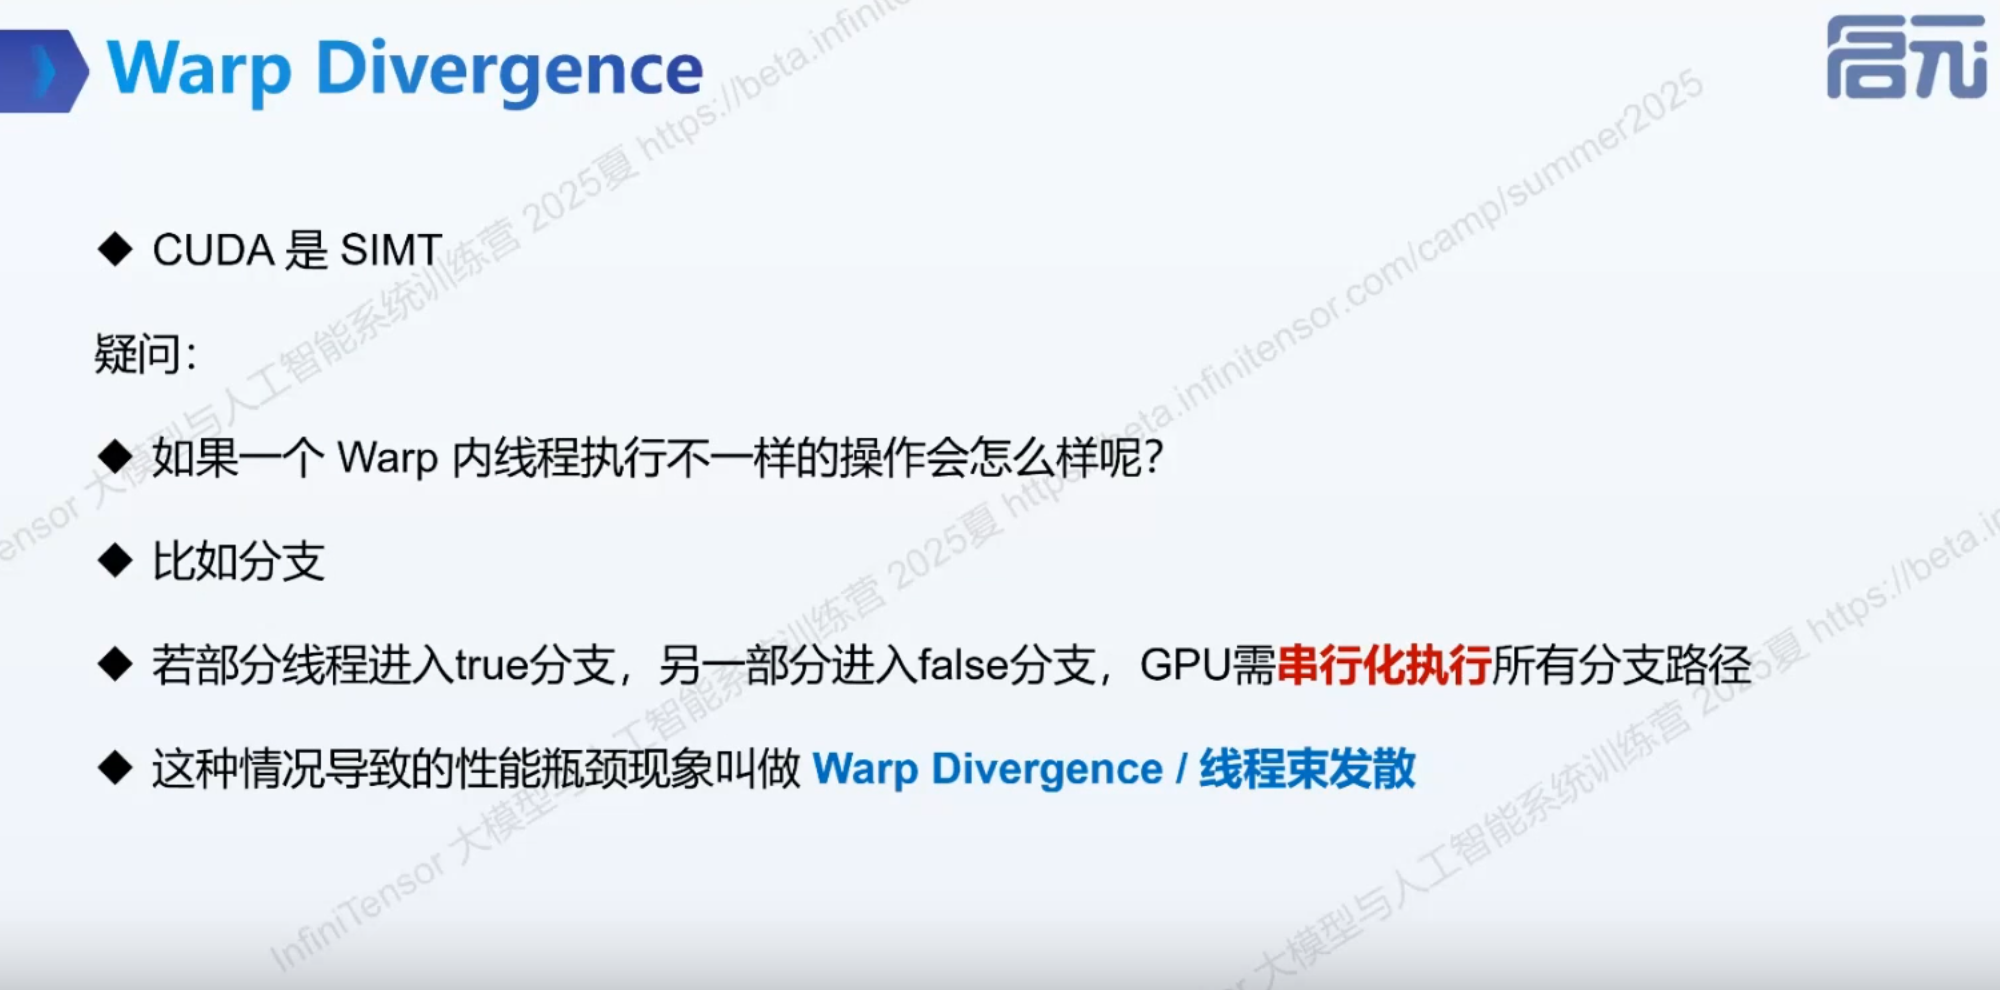 Warp Divergence
启元
◆ CUDA 是 SIMT
疑问：
◆ 如果一个 Warp 内线程执行不一样的操作会怎么样呢？
◆ 比如分支
◆ 若部分线程进入true分支，另一部分进入false分支，GPU需串行化执行所有分支路径
◆ 这种情况导致的性能瓶颈现象叫做 Warp Divergence / 线程束发散
InfiniTensor 大模型与人工智能系统训练营 2025夏 https://beta.infinitensor.com/camp/summer2025